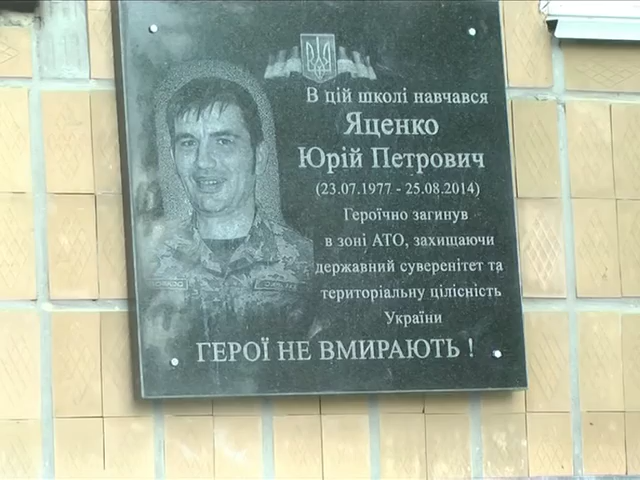 В цій школі навчався
Яценко
Юрій Петрович
(23.07.1977 - 25.08.2014)
Героїчно загинув
в зоні АТО, захищаючи
державний суверенітет та
територіальну цілісність
України
ГЕРОЇ НЕ ВМИРАЮТЬ !